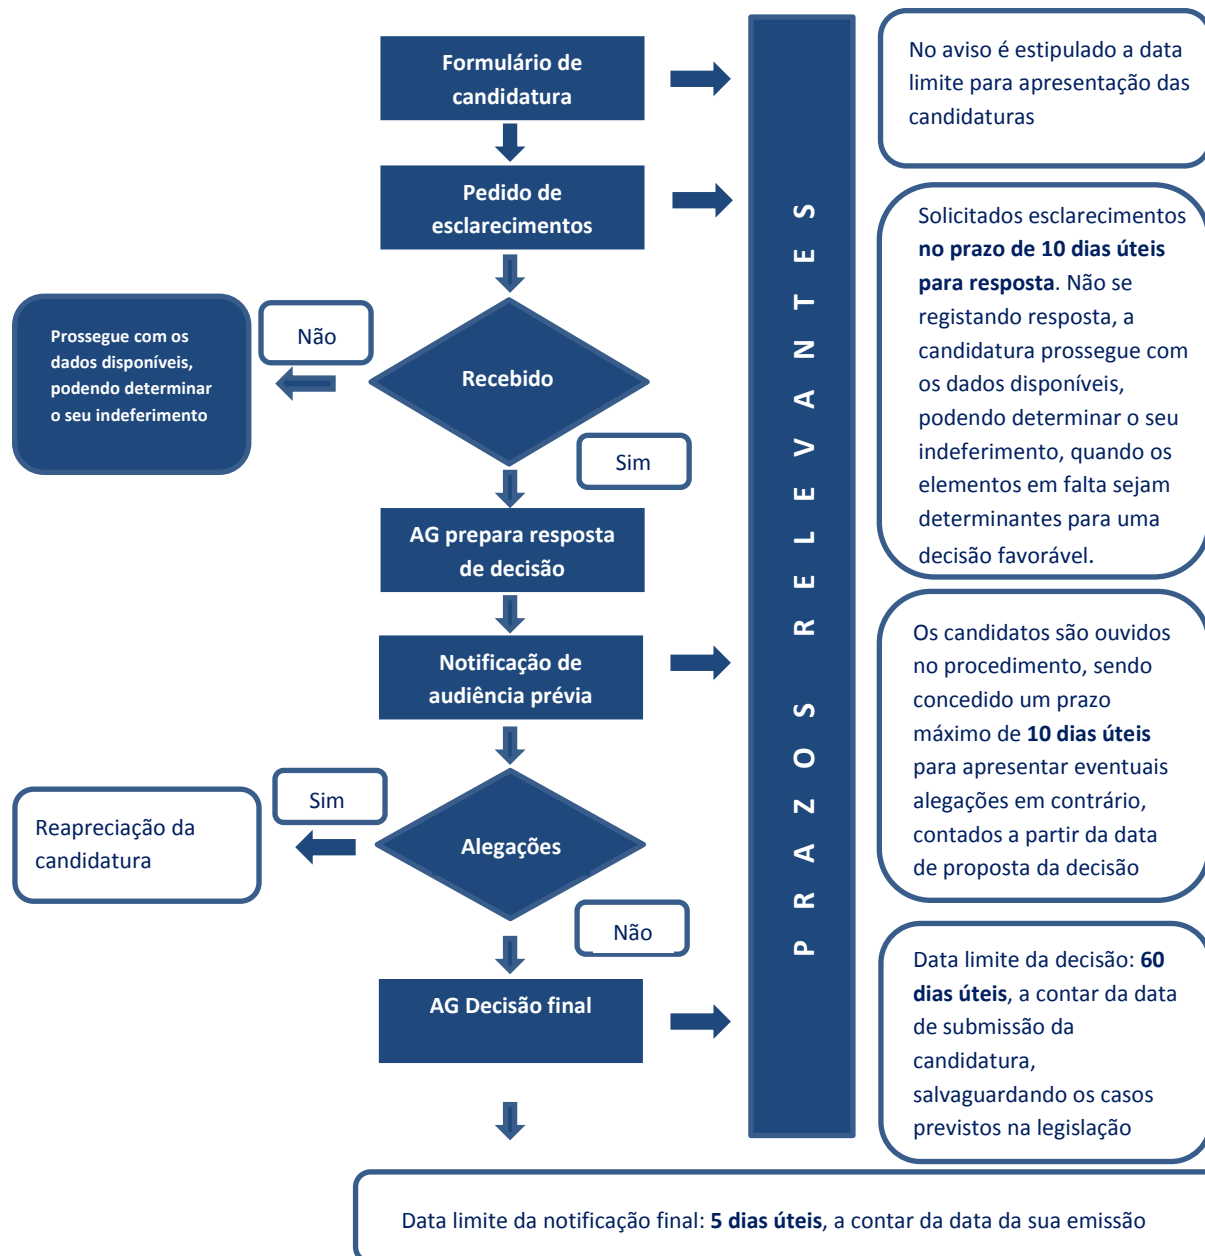 Formulário de
candidatura
No aviso é estipulado a data
limite para apresentação das
candidaturas
Pedido de
esclarecimentos
Solicitados esclarecimentos
no prazo de 10 dias úteis
para resposta. Não se
registando resposta, a
candidatura prossegue com
os dados disponíveis,
podendo determinar o seu
indeferimento, quando os
elementos em falta sejam
determinantes para uma
decisão favorável.
Não
Prossegue com os
dados disponíveis,
podendo determinar
o seu indeferimento
Recebido
Sim
AG prepara resposta
de decisão
Notificação de
audiência prévia
Os candidatos são ouvidos
no procedimento, sendo
concedido um prazo
máximo de 10 dias úteis
para apresentar eventuais
alegações em contrário,
contados a partir da data
de proposta da decisão
Sim
Reapreciação da
candidatura
Alegações
Não
AG Decisão final
Data limite da decisão: 60
dias úteis, a contar da data
de submissão da
candidatura,
salvaguardando os casos
previstos na legislação
PRAZOS RELEVANTES
Data limite da notificação final: 5 dias úteis, a contar da data da sua emissão